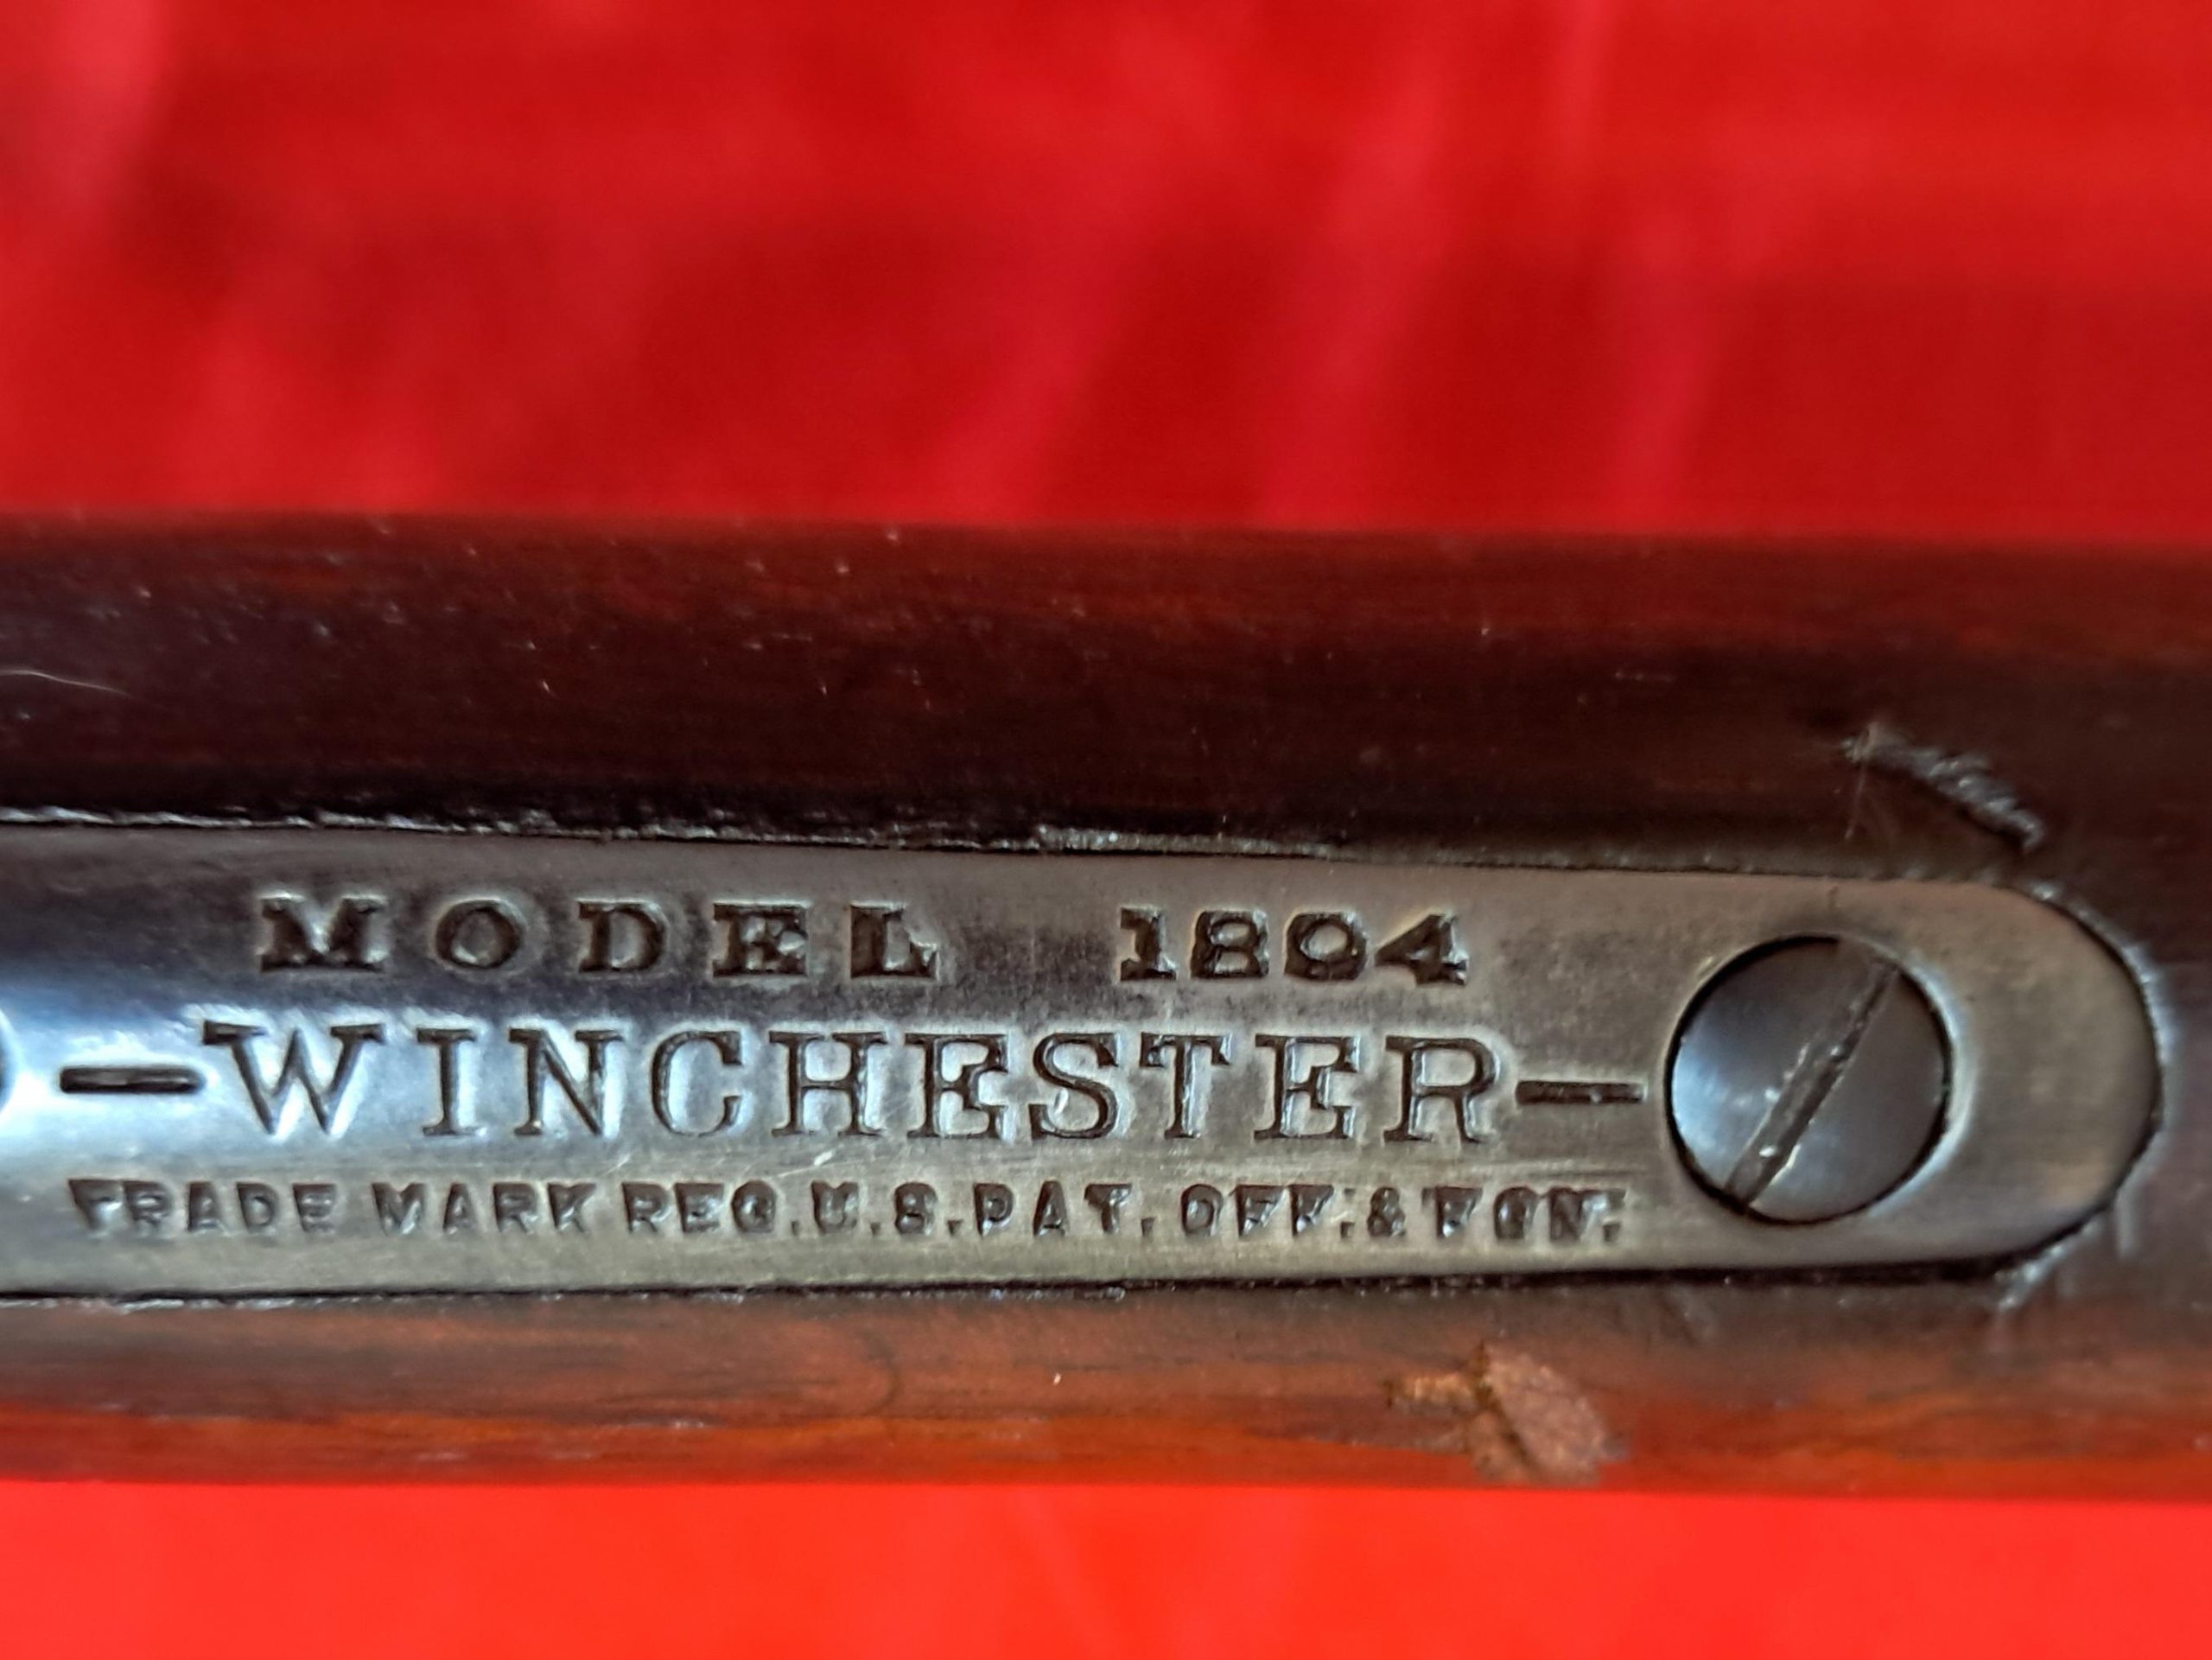 MODEL 1894
-WINCHESTER-
TRADE MARK REG.U.S.PAT. OFF.& FGN.